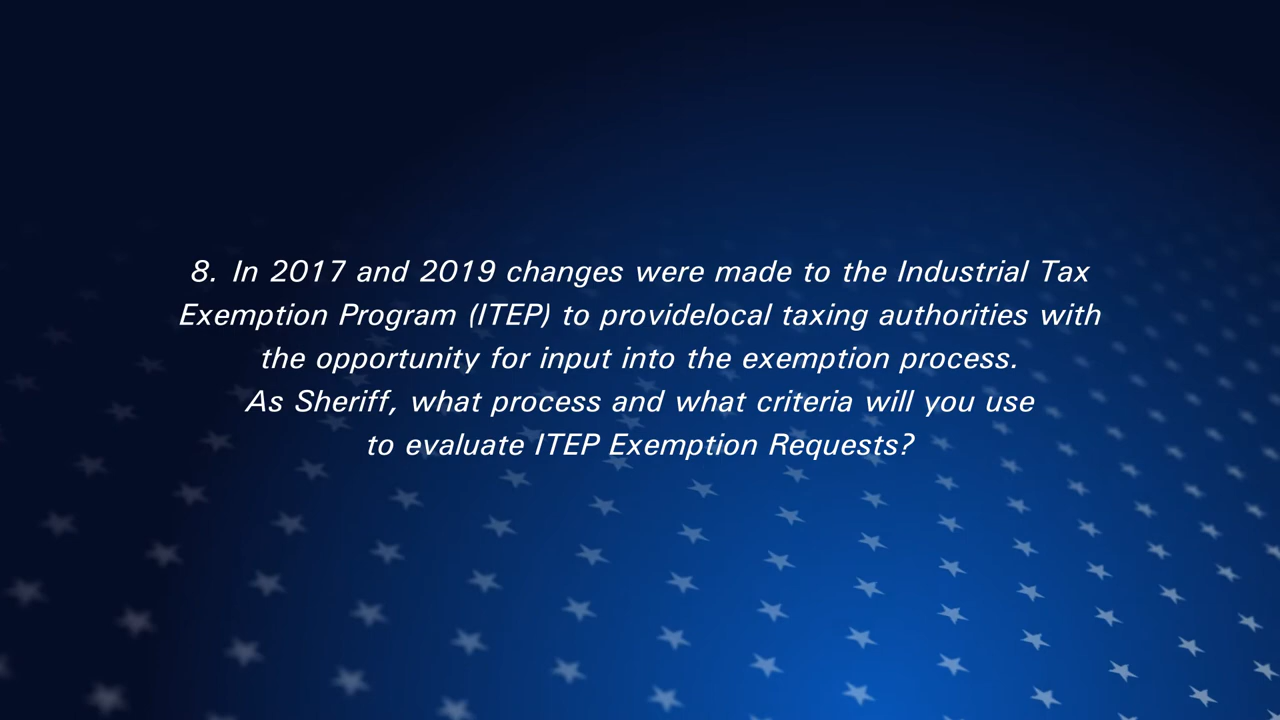 8. In 2017 and 2019 changes were made to the Industrial Tax
Exemption Program (ITEP) to providelocal taxing authorities with
the opportunity for input into the exemption process.
As Sheriff, what process and what criteria will you use
to evaluate ITEP Exemption Requests?